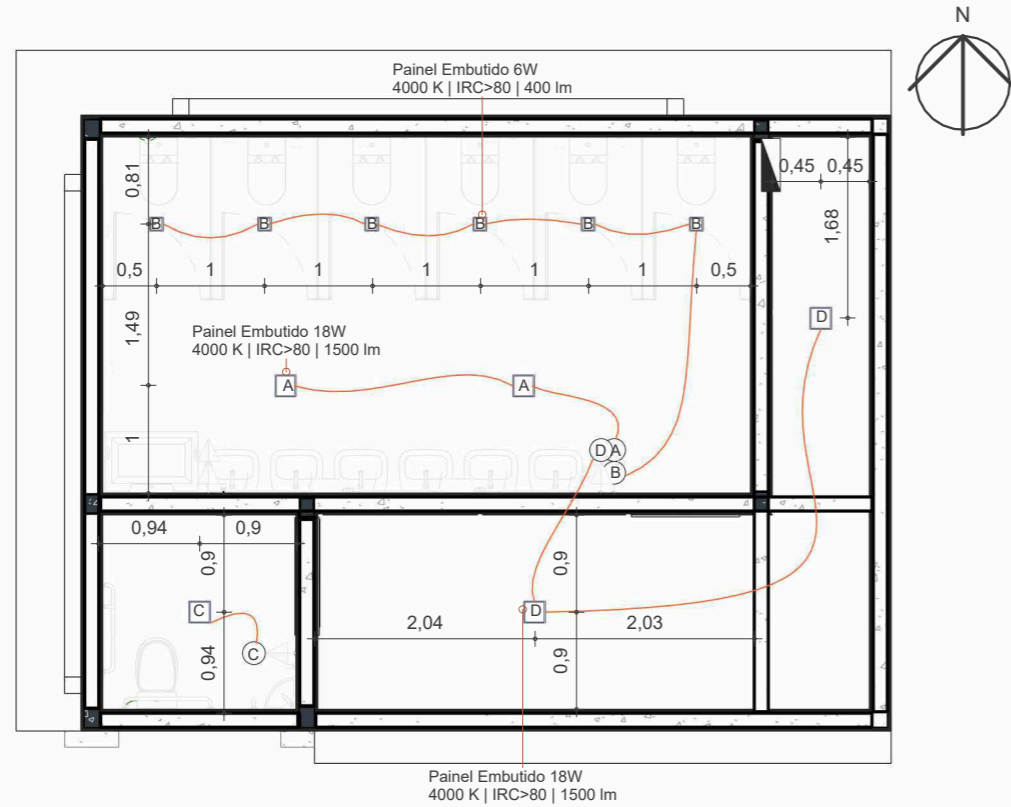 N
Painel Embutido 6W
4000 K | IRC>80 | 400 lm
0,81
0,45 0,45
1,68
B B B B B B
0,5 1 1 1 1 1 0,5
1,49
D
Painel Embutido 18W
4000 K | IRC>80 | 1500 lm
A A
1
D A
B
0,94 0,9
0,9
0,9
C
D
2,04 2,03
C
0,94
0,9
Painel Embutido 18W
4000 K | IRC>80 | 1500 lm